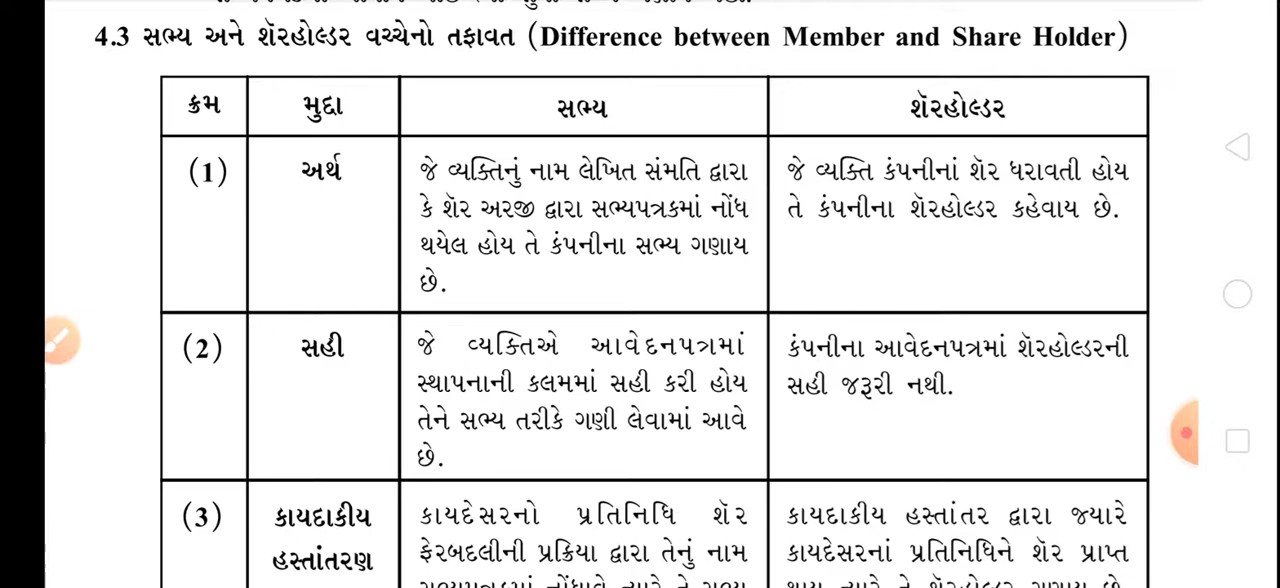 4.3 સભ્ય અને શૅરહોલ્ડર વચ્ચેનો તફાવત (Difference between Member and Share Holder)
ક્રમ મુદ્દા સભ્ય શૅરહોલ્ડર
(1) અર્થ
જે વ્યક્તિનું નામ લેખિત સંમતિ દ્વારા
કે શૅર અરજી દ્વારા સભ્યપત્રકમાં નોંધ
થયેલ હોય તે કંપનીના સભ્ય ગણાય
છે.
જે વ્યક્તિ કંપનીનાં શૅર ધરાવતી હોય
તે કંપનીના શૅરહોલ્ડર કહેવાય છે.
(2) સહી
જે વ્યક્તિએ આવેદનપત્રમાં
સ્થાપનાની કલમમાં સહી કરી હોય
તેને સભ્ય તરીકે ગણી લેવામાં આવે
છે.
કંપનીના આવેદનપત્રમાં શૅરહોલ્ડરની
સહી જરૂરી નથી.
(3) કાયદાકીય
હસ્તાંતરણ
કાયદેસરનો પ્રતિનિધિ શૅર
ફેરબદલીની પ્રક્રિયા દ્વારા તેનું નામ
કાયદાકીય હસ્તાંતર દ્વારા જ્યારે
કાયદેસરનાં પ્રતિનિધિને શૅર પ્રાપ્ત